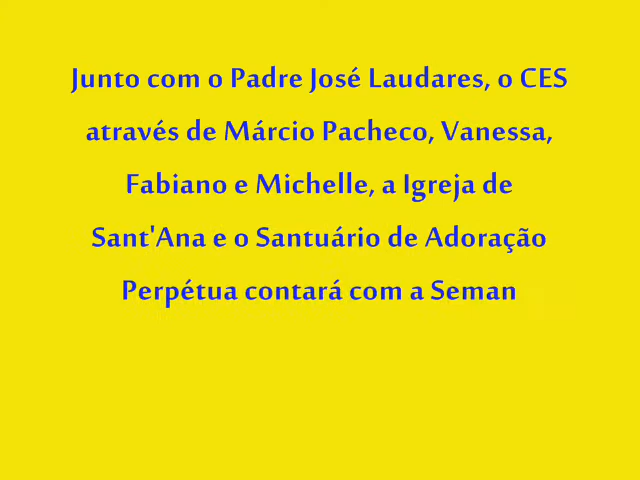 Junto com o Padre José Laudares, o CES
através de Márcio Pacheco, Vanessa,
Fabiano e Michelle, a Igreja de
Sant'Ana e o Santuário de Adoração
Perpétua contará com a Seman